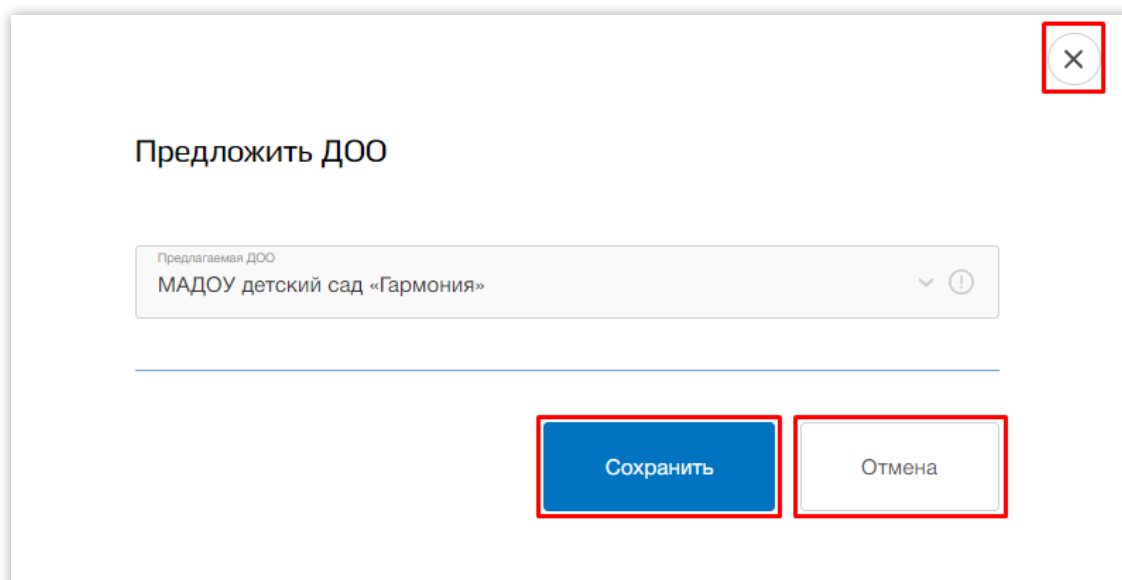 Предложить ДОО
Предлагаемая ДОО
МАДОУ детский сад «Гармония»
Сохранить
Отмена